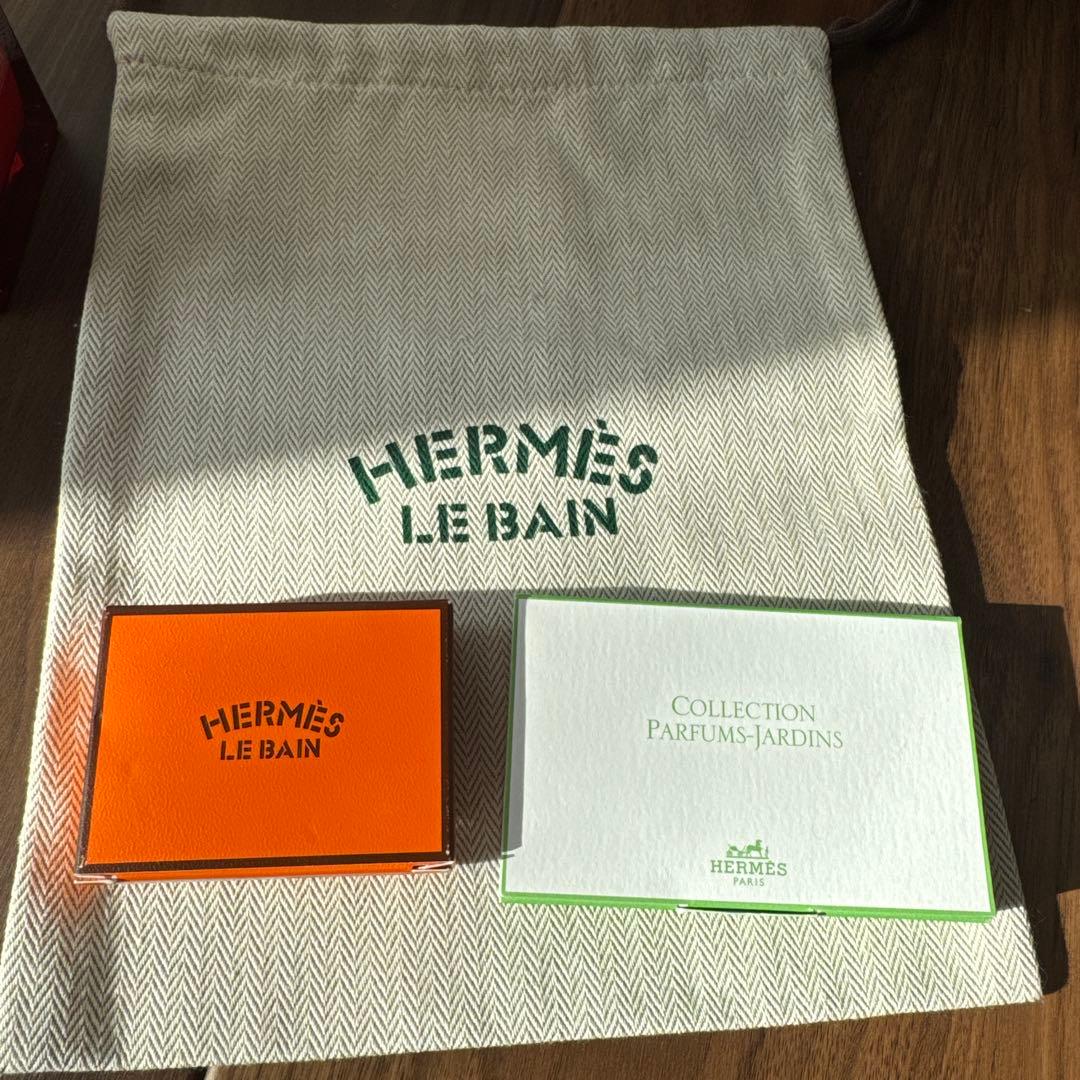 HERMÈS
LE BAIN
HERMÈS
LE BAIN
COLLECTION
PARFUMS-JARDINS
HERMÈS
PARIS